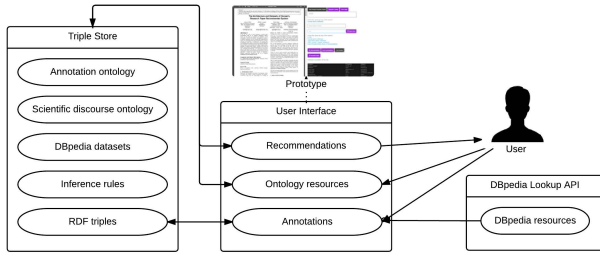 Triple Store
Annotation ontology
Scientific discourse ontology
DBpedia datasets
Inference rules
RDF triples
Prototype
User Interface
Recommendations
Ontology resources
Annotations
User
DBpedia Lookup API
DBpedia resources